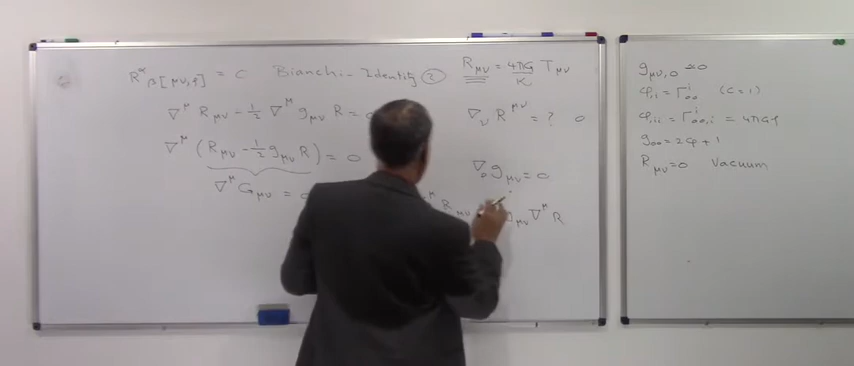 R^α_β[μν,ρ] = 0 Bianchi-Identity ②
∇^μ R_μν - 1/2 ∇^μ g_μν R = 0
∇^μ (R_μν - 1/2 g_μν R) = 0
∇^μ G_μν = 0
R_μν = 4πG/K T_μν
∇_ν R^μν = ? 0
∇_ρ g_μν = 0
R_μν g_μν ∇^μ R
g_μν,0 ≃ 0
φ,i = Γ^i_00 (c = 1)
φ,ii = Γ^i_00,i = 4πGρ
g_00 = 2φ + 1
R_μν = 0 Vacuum